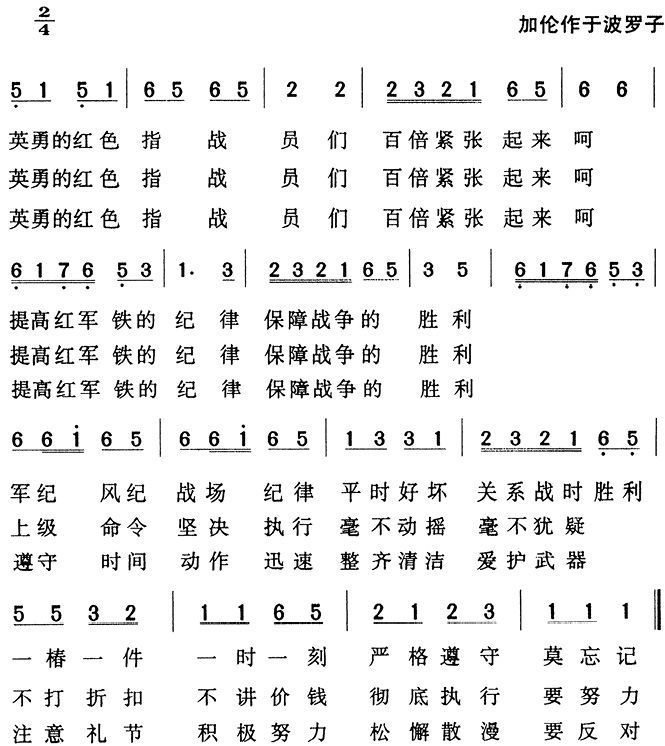 2/4
加伦作于波罗子
5 1 5 1 | 6 5 6 5 | 2 2 | 2 3 2 1 6 5 | 6 6 |
英勇的红色 指 战 员 们 百倍紧张 起来 呵
英勇的红色 指 战 员 们 百倍紧张 起来 呵
英勇的红色 指 战 员 们 百倍紧张 起来 呵
6 1 7 6 5 3 | 1· 3 | 2 3 2 1 6 5 | 3 5 | 6 1 7 6 5 3 |
提高红军 铁的 纪 律 保障战争的 胜 利
提高红军 铁的 纪 律 保障战争的 胜 利
提高红军 铁的 纪 律 保障战争的 胜 利
6 6 1 6 5 | 6 6 1 6 5 | 1 3 3 1 | 2 3 2 1 6 5 |
军纪 风纪 战场 纪律 平时好坏 关系战时胜利
上级 命令 坚决 执行 毫不动摇 毫不犹疑
遵守 时间 动作 迅速 整齐清洁 爱护武器
5 5 3 2 | 1 1 6 5 | 2 1 2 3 | 1 1 1 ‖
一椿一件 一时一刻 严格遵守 莫忘记
不打折扣 不讲价钱 彻底执行 要努力
注意礼节 积极努力 松懈散漫 要反对